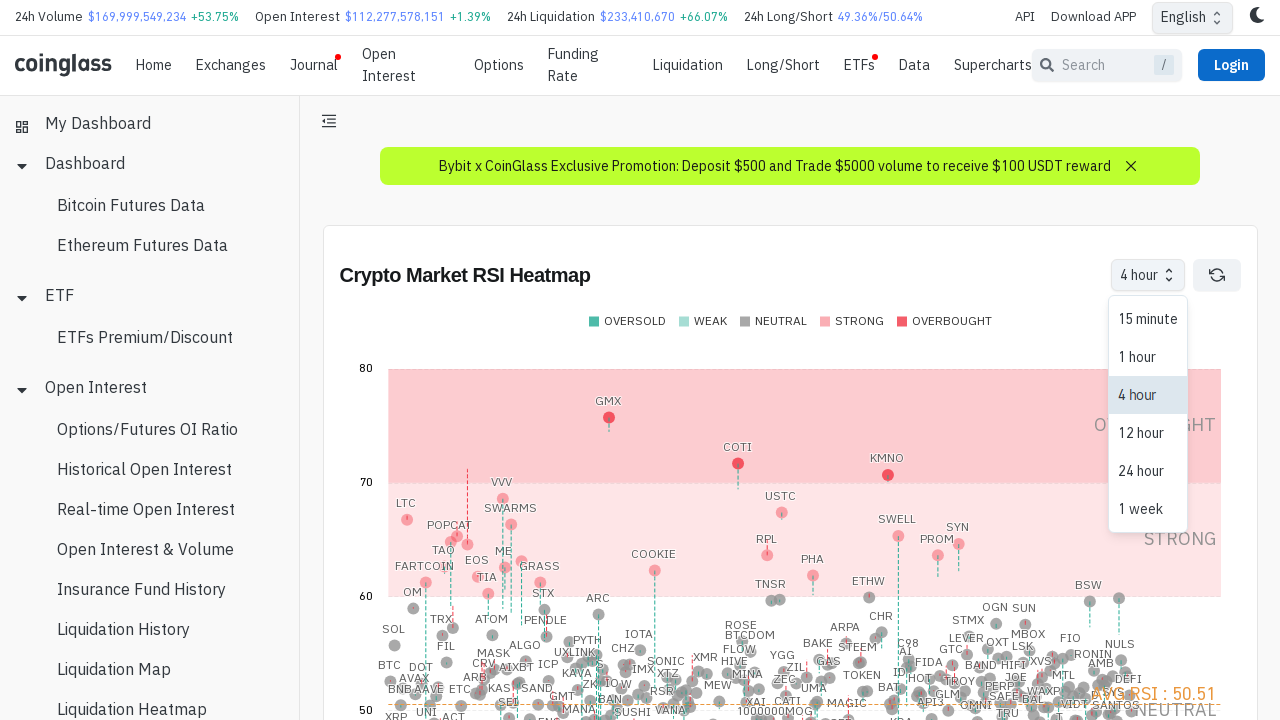 24h Volume $169,999,549,234 +53.75% Open Interest $112,277,578,151 +1.39% 24h Liquidation $233,410,670 +66.07% 24h Long/Short 49.36%/50.64% API Download APP English
coinglass Home Exchanges Journal Open Interest Options Funding Rate Liquidation Long/Short ETFs Data Supercharts Search / Login
My Dashboard
Dashboard
Bitcoin Futures Data
Ethereum Futures Data
ETF
ETFs Premium/Discount
Open Interest
Options/Futures OI Ratio
Historical Open Interest
Real-time Open Interest
Open Interest & Volume
Insurance Fund History
Liquidation History
Liquidation Map
Liquidation Heatmap
Bybit x CoinGlass Exclusive Promotion: Deposit $500 and Trade $5000 volume to receive $100 USDT reward
Crypto Market RSI Heatmap
4 hour
15 minute
1 hour
4 hour
12 hour
24 hour
1 week
OVERSOLD WEAK NEUTRAL STRONG OVERBOUGHT
80
GMX
COTI
KMNO
70
VVV
LTC
SWARMS
USTC
POPCAT
SWELL
SYN
RPL
PROM
STRONG
TAO
ME
COOKIE
EOS
PHA
FARTCOIN
GRASS
TIA
TNSR
ETHW
BSW
60
OM
STX
ARC
TRX
ATOM
PENDLE
CHR
OGN
SUN
STMX
SOL
IOTA
ROSE
BTCDOM
ARPA
MBOX
LEVER
FIO
FIL
ALGO
PYTH
CHZ
BAKE
STEEM
C98
OXT
LSK
NULS
MASK
UXLINK
FLOW
YGG
AI
GTC
RONIN
BTC
DOT
CRV
AIXBT
ICP
SONIC
XMR
HIVE
GAS
FIDA
BAND
HIFI
AMB
AVAX
ARB
KAVA
IMX
XTZ
MINA
ZIL
TOKEN
HOT
TROY
JOE
MTL
DEFI
BNB
AAVE
ETC
KAS
SAND
ZK
RSR
MEW
ZEC
UMA
BAT
GLM
PERP
WAXP
SYS
AVG RSI : 50.51
GMT
BAN
XAI
CATI
MAGIC
API3
OMNI
SAFE
BAL
VIDT
SANTOS
50
XRP
UNI
ACT
MANA
SUSHI
VANA
TRU
NEUTRAL